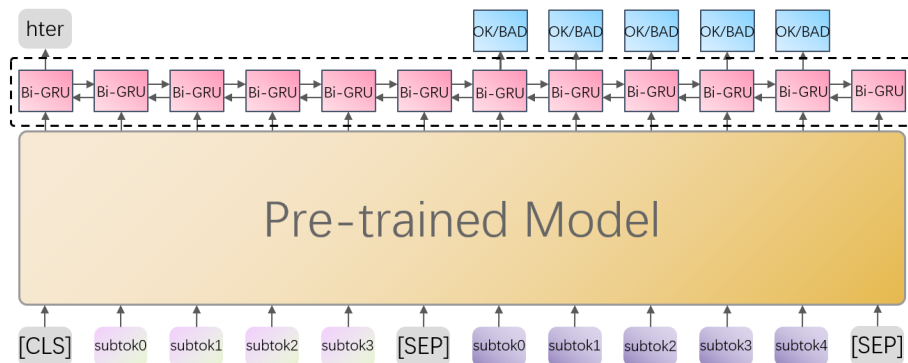 hter OK/BAD OK/BAD OK/BAD OK/BAD OK/BAD
Bi-GRU Bi-GRU Bi-GRU Bi-GRU Bi-GRU Bi-GRU Bi-GRU Bi-GRU Bi-GRU Bi-GRU Bi-GRU Bi-GRU
Pre-trained Model
[CLS] subtok0 subtok1 subtok2 subtok3 [SEP] subtok0 subtok1 subtok2 subtok3 subtok4 [SEP]